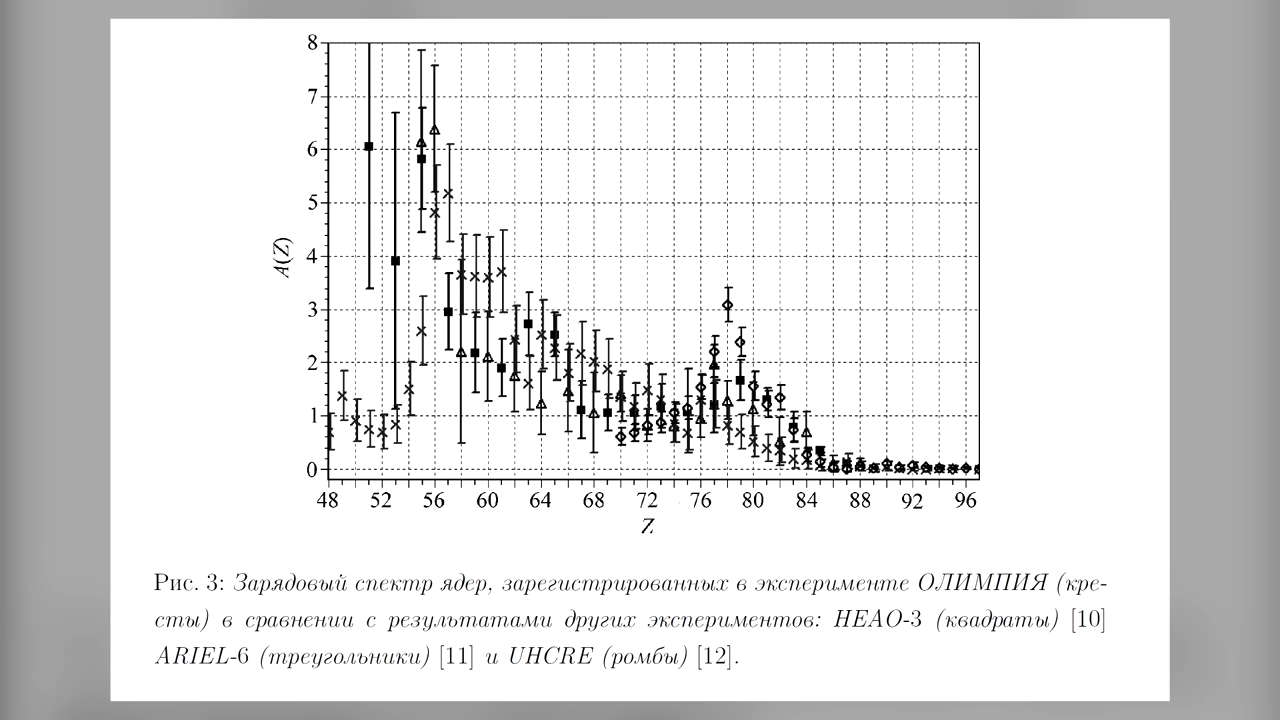 8
7
6
5
4
3
2
1
0
A(Z)
48 52 56 60 64 68 72 76 80 84 88 92 96
Z
Рис. 3: Зарядовый спектр ядер, зарегистрированных в эксперименте ОЛИМПИЯ (кре-
сты) в сравнении с результатами других экспериментов: HEAO-3 (квадраты) [10]
ARIEL-6 (треугольники) [11] и UHCRE (ромбы) [12].